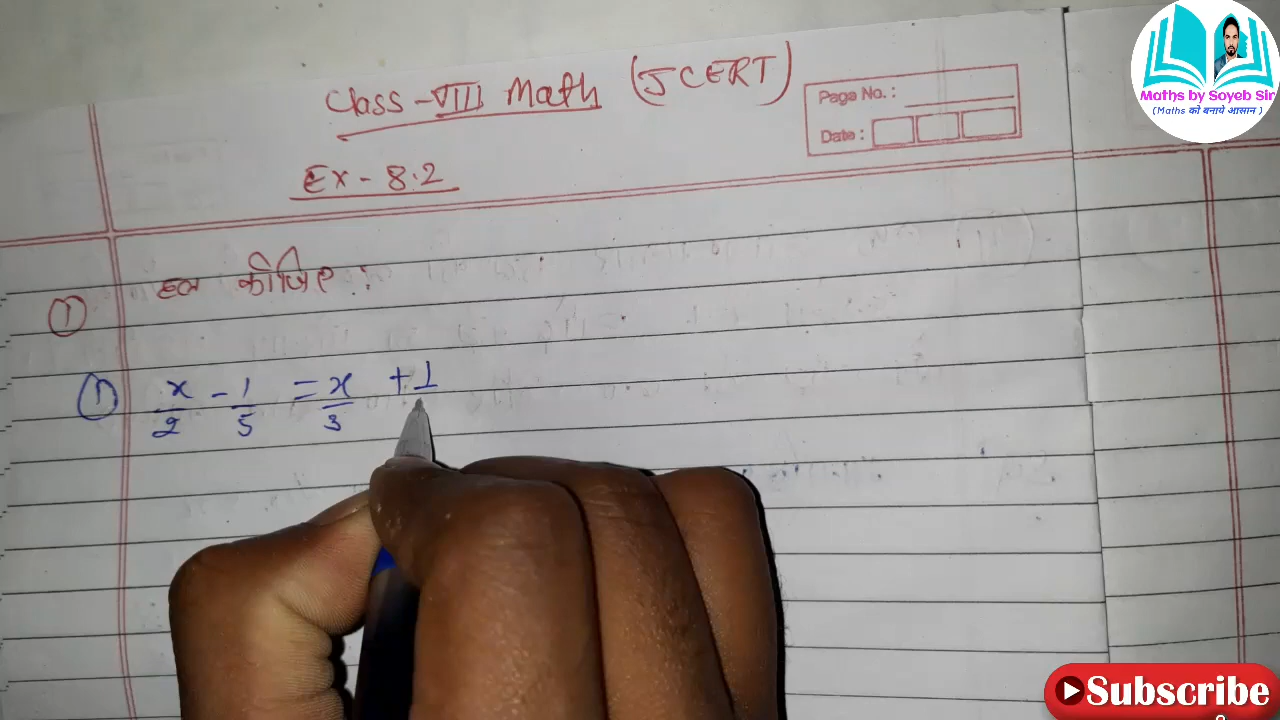 Class-VIII Math (JCERT)
Page No.:
Date:
Maths by Soyeb Sir
(Maths को बनाये आसान)
Ex-8.2
① हल कीजिए:
① x/2 - 1/5 = x/3 + 1
Subscribe